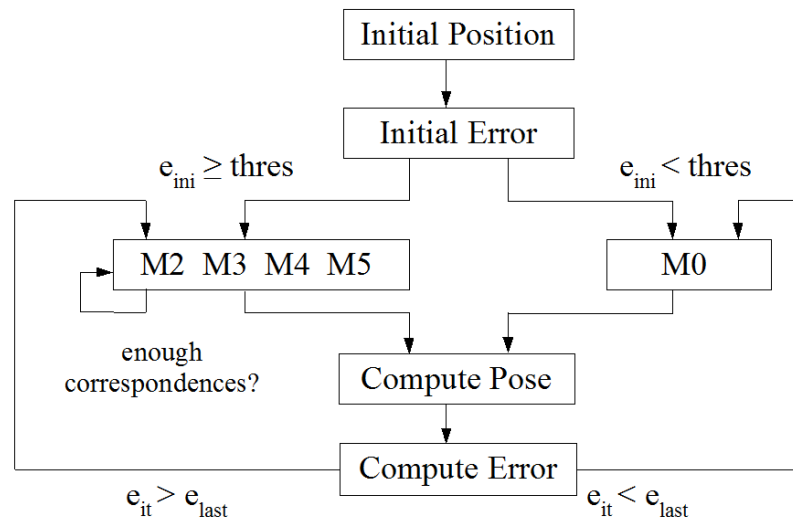 Initial Position
Initial Error
e_ini ≥ thres
e_ini < thres
M2 M3 M4 M5
M0
enough
correspondences?
Compute Pose
Compute Error
e_it > e_last
e_it < e_last